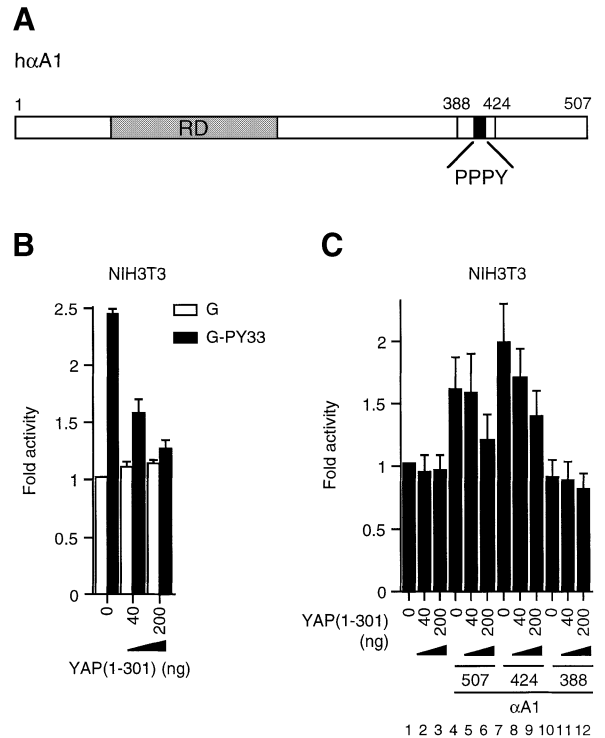 A
hαA1
1 388 424 507
RD
PPPY
B
NIH3T3
G
G-PY33
Fold activity
2.5
2
1.5
1
0.5
0
0 40 200
YAP(1-301) (ng)
C
NIH3T3
Fold activity
2
1.5
1
0.5
0
YAP(1-301) (ng)
0 40 200 0 40 200 0 40 200 0 40 200
507 424 388
αA1
1 2 3 4 5 6 7 8 9 10 11 12